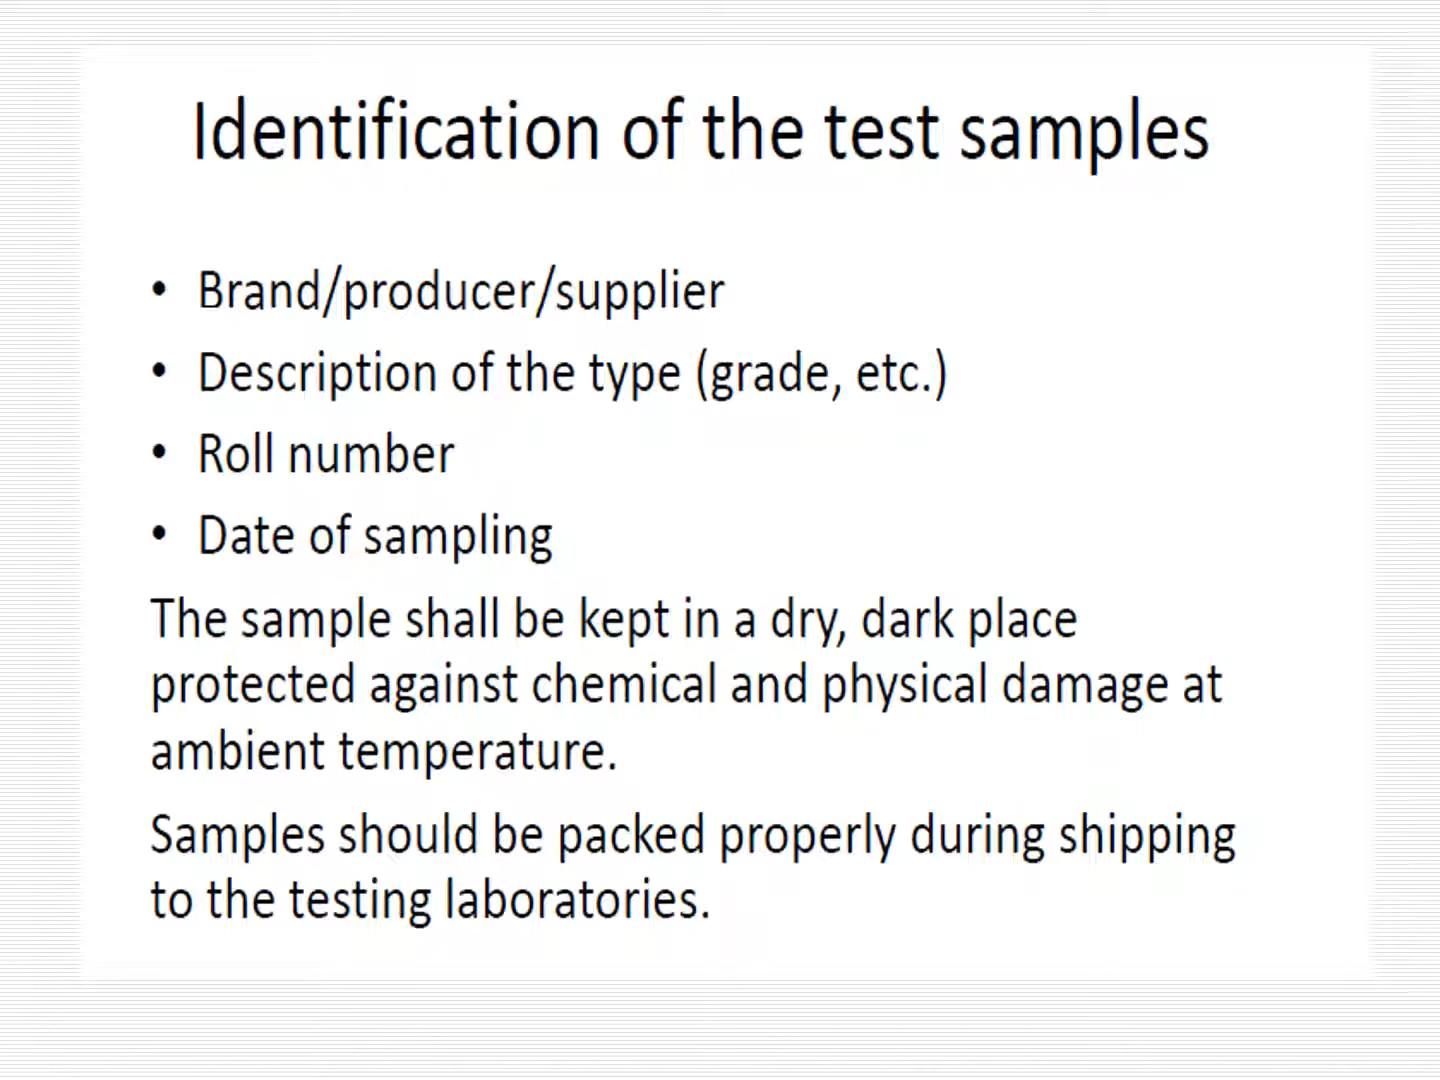 Identification of the test samples
• Brand/producer/supplier
• Description of the type (grade, etc.)
• Roll number
• Date of sampling
The sample shall be kept in a dry, dark place
protected against chemical and physical damage at
ambient temperature.
Samples should be packed properly during shipping
to the testing laboratories.